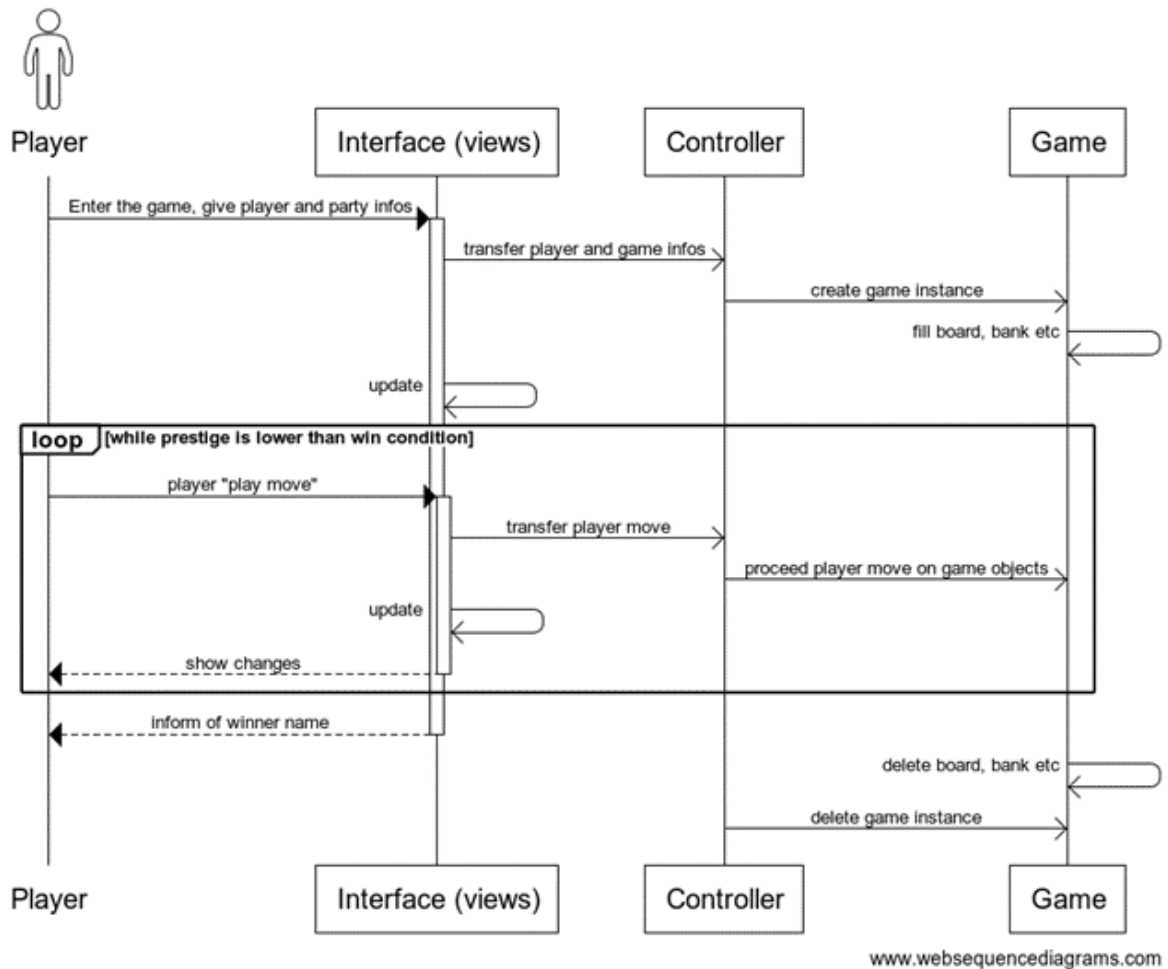 Player
Interface (views)
Controller
Game
Enter the game, give player and party infos
transfer player and game infos
create game instance
fill board, bank etc
update
loop [while prestige is lower than win condition]
player "play move"
transfer player move
proceed player move on game objects
update
show changes
inform of winner name
delete board, bank etc
delete game instance
Player
Interface (views)
Controller
Game
www.websequencediagrams.com